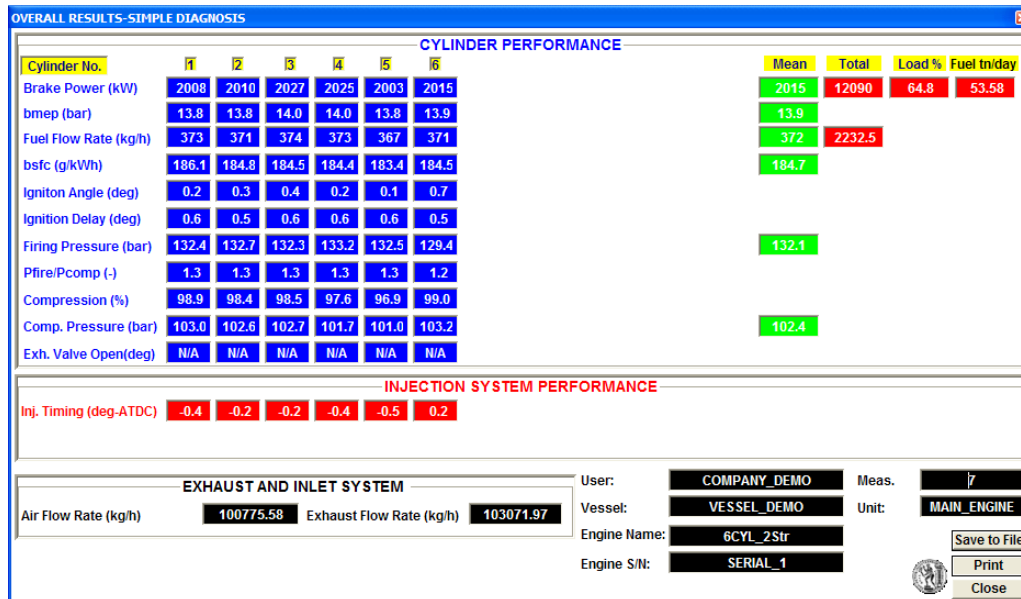 OVERALL RESULTS-SIMPLE DIAGNOSIS
CYLINDER PERFORMANCE
Cylinder No. 1 2 3 4 5 6 Mean Total Load % Fuel tn/day
Brake Power (kW) 2008 2010 2027 2025 2003 2015 2015 12090 64.8 53.58
bmep (bar) 13.8 13.8 14.0 14.0 13.8 13.9 13.9
Fuel Flow Rate (kg/h) 373 371 374 373 367 371 372 2232.5
bsfc (g/kWh) 186.1 184.8 184.5 184.4 183.4 184.5 184.7
Igniton Angle (deg) 0.2 0.3 0.4 0.2 0.1 0.7
Ignition Delay (deg) 0.6 0.5 0.6 0.6 0.6 0.5
Firing Pressure (bar) 132.4 132.7 132.3 133.2 132.5 129.4 132.1
Pfire/Pcomp (-) 1.3 1.3 1.3 1.3 1.3 1.2
Compression (%) 98.9 98.4 98.5 97.6 96.9 99.0
Comp. Pressure (bar) 103.0 102.6 102.7 101.7 101.0 103.2 102.4
Exh. Valve Open(deg) N/A N/A N/A N/A N/A N/A
INJECTION SYSTEM PERFORMANCE
Inj. Timing (deg-ATDC) -0.4 -0.2 -0.2 -0.4 -0.5 0.2
EXHAUST AND INLET SYSTEM
Air Flow Rate (kg/h) 100775.58 Exhaust Flow Rate (kg/h) 103071.97
User: COMPANY_DEMO Meas. 7
Vessel: VESSEL_DEMO Unit: MAIN_ENGINE
Engine Name: 6CYL_2Str
Engine S/N: SERIAL_1
Save to File
Print
Close